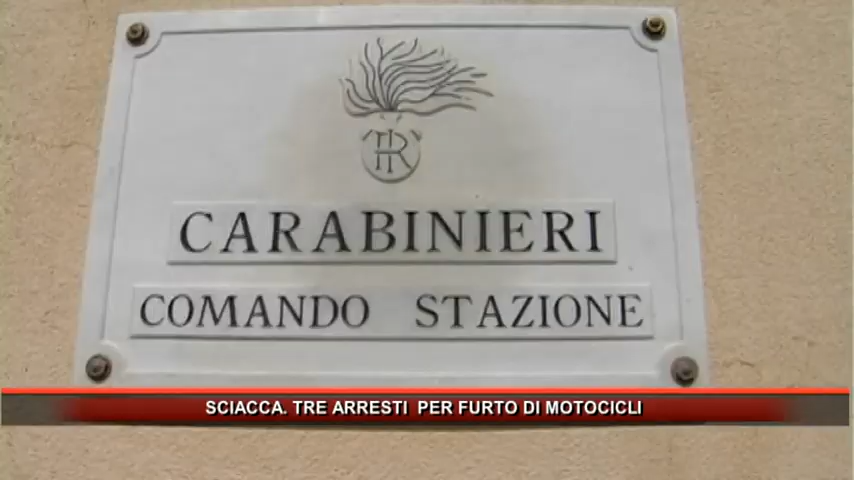 RI
CARABINIERI
COMANDO STAZIONE
SCIACCA. TRE ARRESTI PER FURTO DI MOTOCICLI